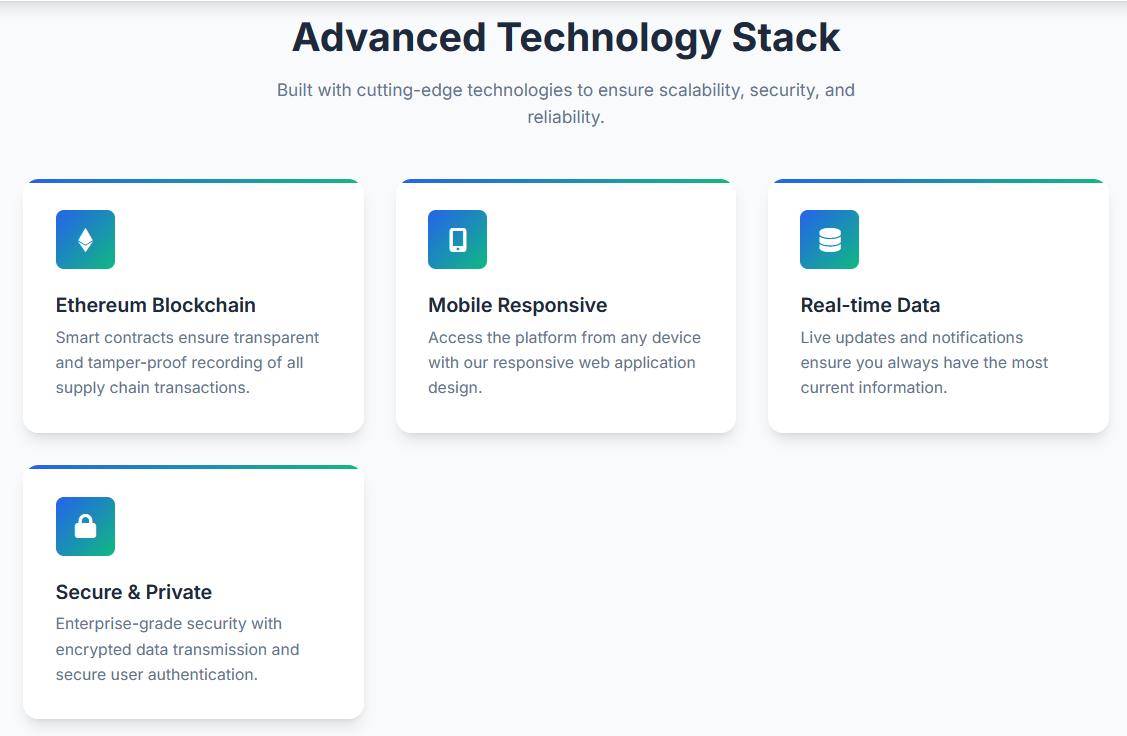 Advanced Technology Stack
Built with cutting-edge technologies to ensure scalability, security, and
reliability.
Ethereum Blockchain
Smart contracts ensure transparent
and tamper-proof recording of all
supply chain transactions.
Mobile Responsive
Access the platform from any device
with our responsive web application
design.
Real-time Data
Live updates and notifications
ensure you always have the most
current information.
Secure & Private
Enterprise-grade security with
encrypted data transmission and
secure user authentication.